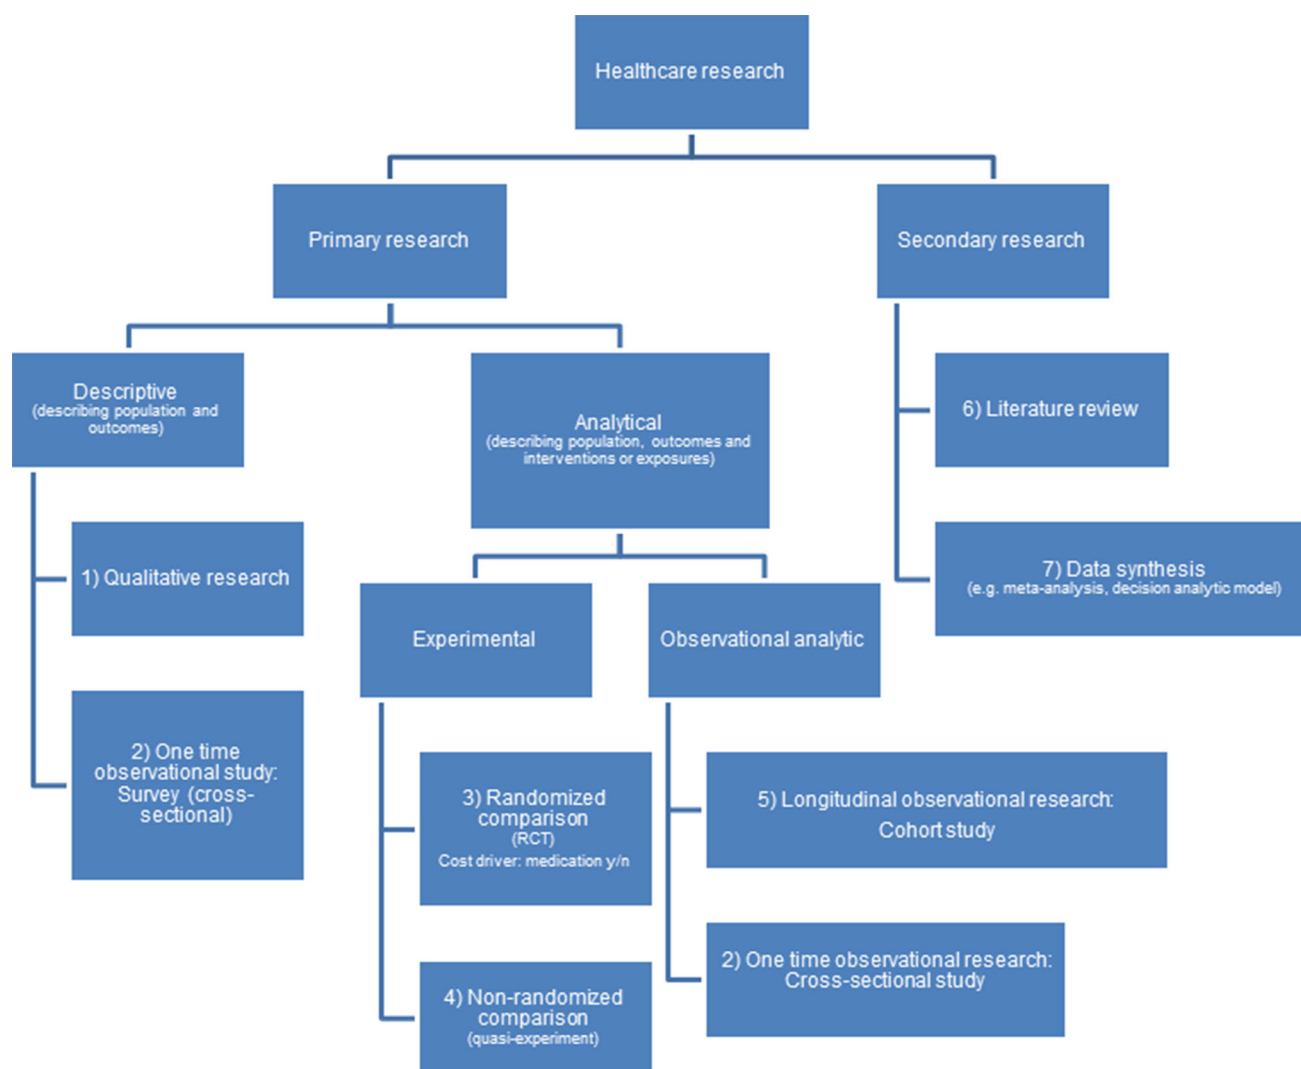 Healthcare research
Primary research
Secondary research
Descriptive
(describing population and
outcomes)
Analytical
(describing population, outcomes and
interventions or exposures)
6) Literature review
1) Qualitative research
7) Data synthesis
(e.g. meta-analysis, decision analytic model)
Experimental
Observational analytic
2) One time
observational study:
Survey (cross-
sectional)
3) Randomized
comparison
(RCT)
Cost driver: medication y/n
5) Longitudinal observational research:
Cohort study
4) Non-randomized
comparison
(quasi-experiment)
2) One time observational research:
Cross-sectional study